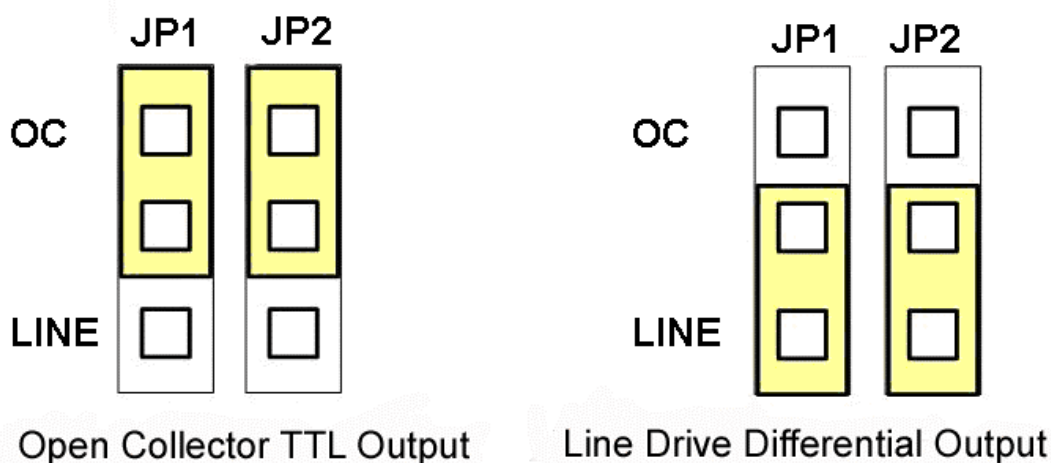 JP1 JP2
OC
LINE
Open Collector TTL Output
JP1 JP2
OC
LINE
Line Drive Differential Output